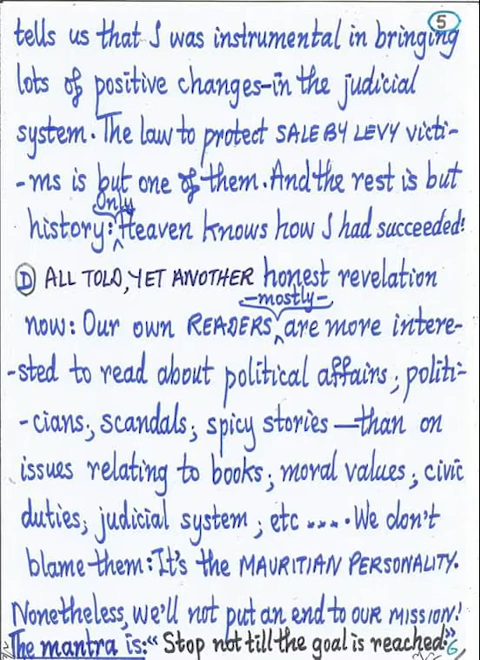 5
tells us that I was instrumental in bringing
lots of positive changes-in the judicial
system. The law to protect SALE BY LEVY victi-
-ms is but one of them. And the rest is but
Only
history: Heaven knows how I had succeeded!
D ALL TOLD, YET ANOTHER honest revelation
-mostly-
now: Our own READERS are more intere-
-sted to read about political affairs; politi-
-cians; scandals; spicy stories — than on
issues relating to books; moral values; civic
duties; judicial system; etc .... . We don't
blame them: It's the MAURITIAN PERSONALITY.
Nonetheless, we'll not put an end to OUR MISSION!
The mantra is: "Stop not till the goal is reached".
6